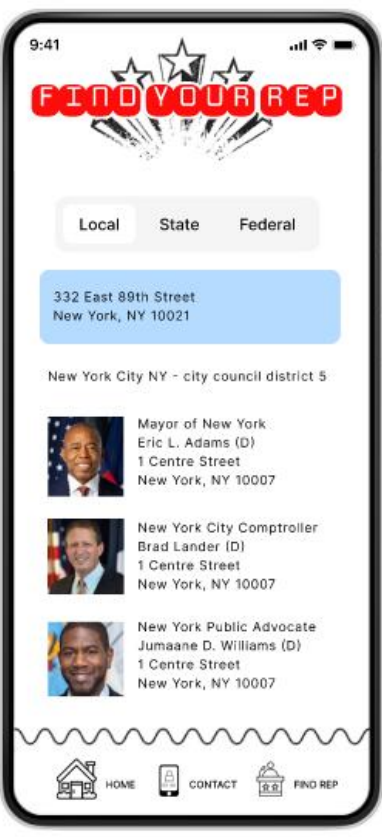 9:41
FIND YOUR REP
Local State Federal
332 East 89th Street
New York, NY 10021
New York City NY - city council district 5
Mayor of New York
Eric L. Adams (D)
1 Centre Street
New York, NY 10007
New York City Comptroller
Brad Lander (D)
1 Centre Street
New York, NY 10007
New York Public Advocate
Jumaane D. Williams (D)
1 Centre Street
New York, NY 10007
HOME CONTACT FIND REP